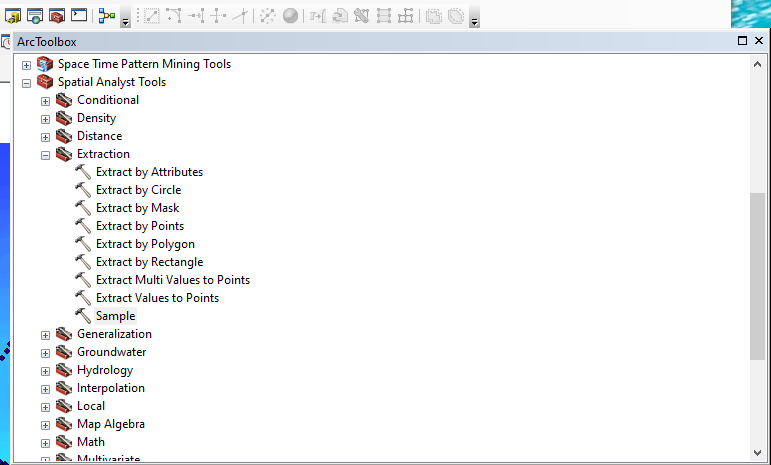 ArcToolbox
Space Time Pattern Mining Tools
Spatial Analyst Tools
Conditional
Density
Distance
Extraction
Extract by Attributes
Extract by Circle
Extract by Mask
Extract by Points
Extract by Polygon
Extract by Rectangle
Extract Multi Values to Points
Extract Values to Points
Sample
Generalization
Groundwater
Hydrology
Interpolation
Local
Map Algebra
Math
Multivariate